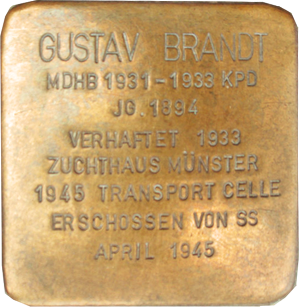 GUSTAV BRANDT
MDHB 1931-1933 KPD
JG. 1894
VERHAFTET 1933
ZUCHTHAUS MÜNSTER
1945 TRANSPORT CELLE
ERSCHOSSEN VON SS
APRIL 1945